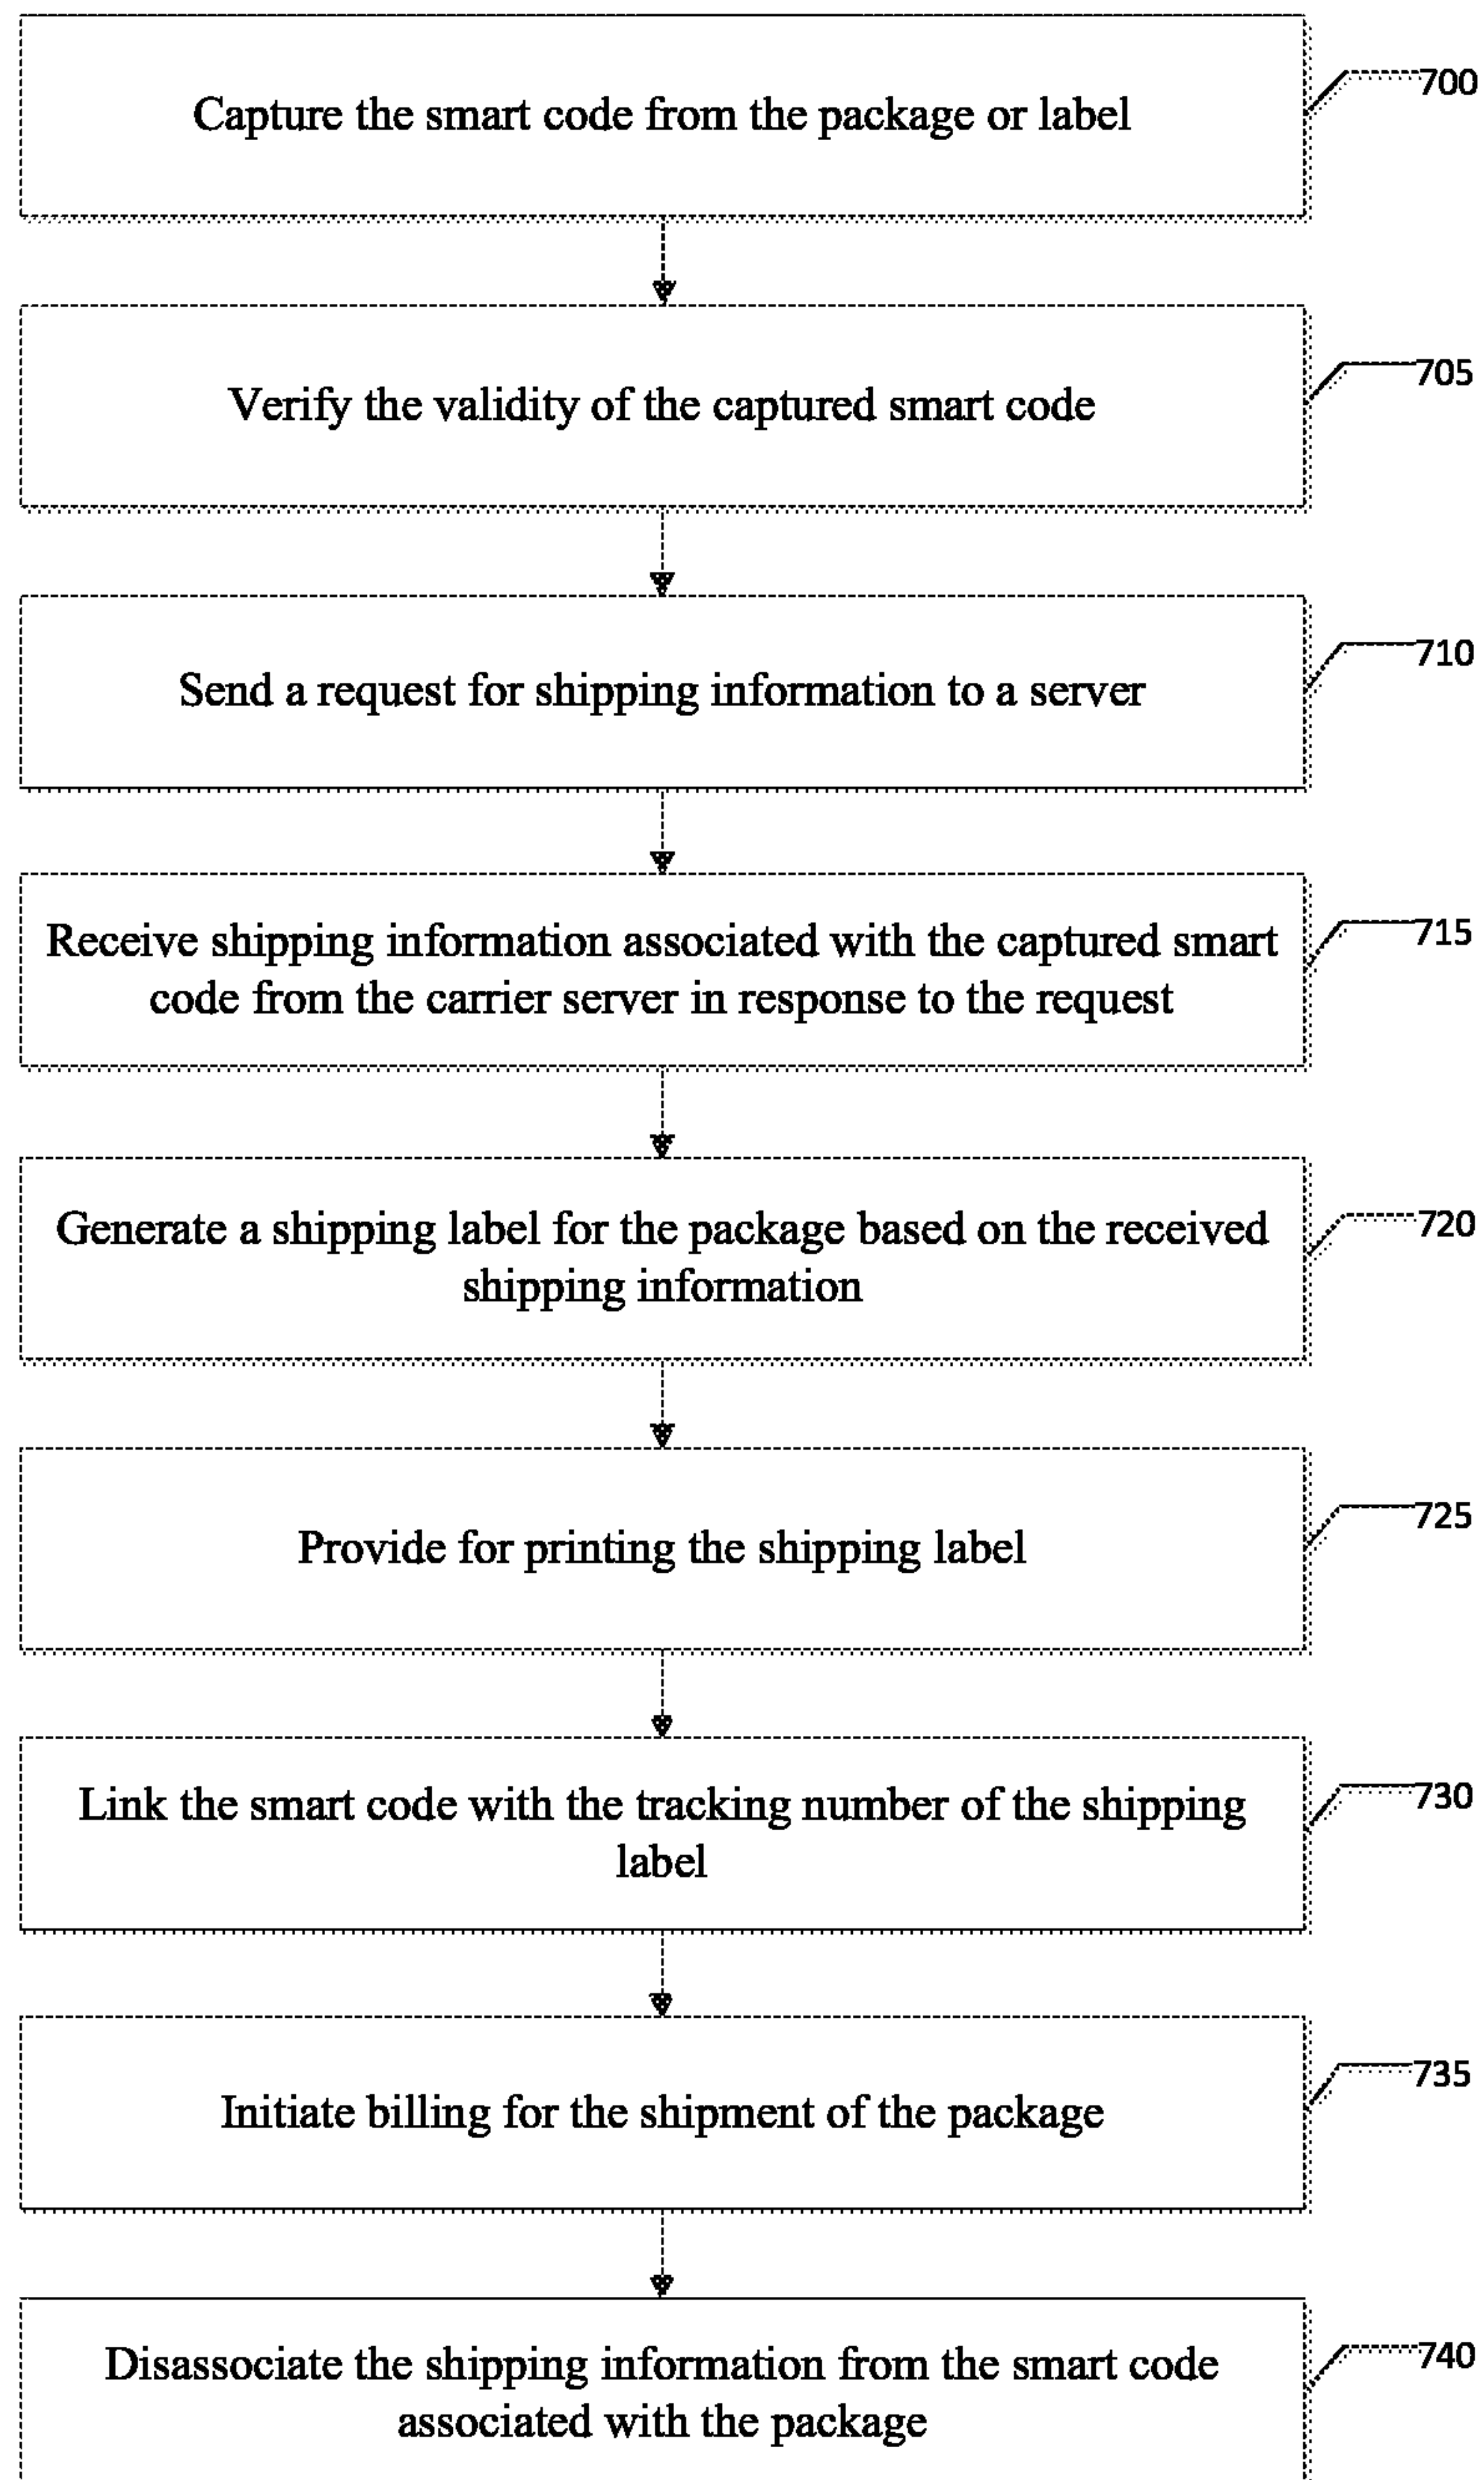 Capture the smart code from the package or label
700
Verify the validity of the captured smart code
705
Send a request for shipping information to a server
710
Receive shipping information associated with the captured smart
code from the carrier server in response to the request
715
Generate a shipping label for the package based on the received
shipping information
720
Provide for printing the shipping label
725
Link the smart code with the tracking number of the shipping
label
730
Initiate billing for the shipment of the package
735
Disassociate the shipping information from the smart code
associated with the package
740